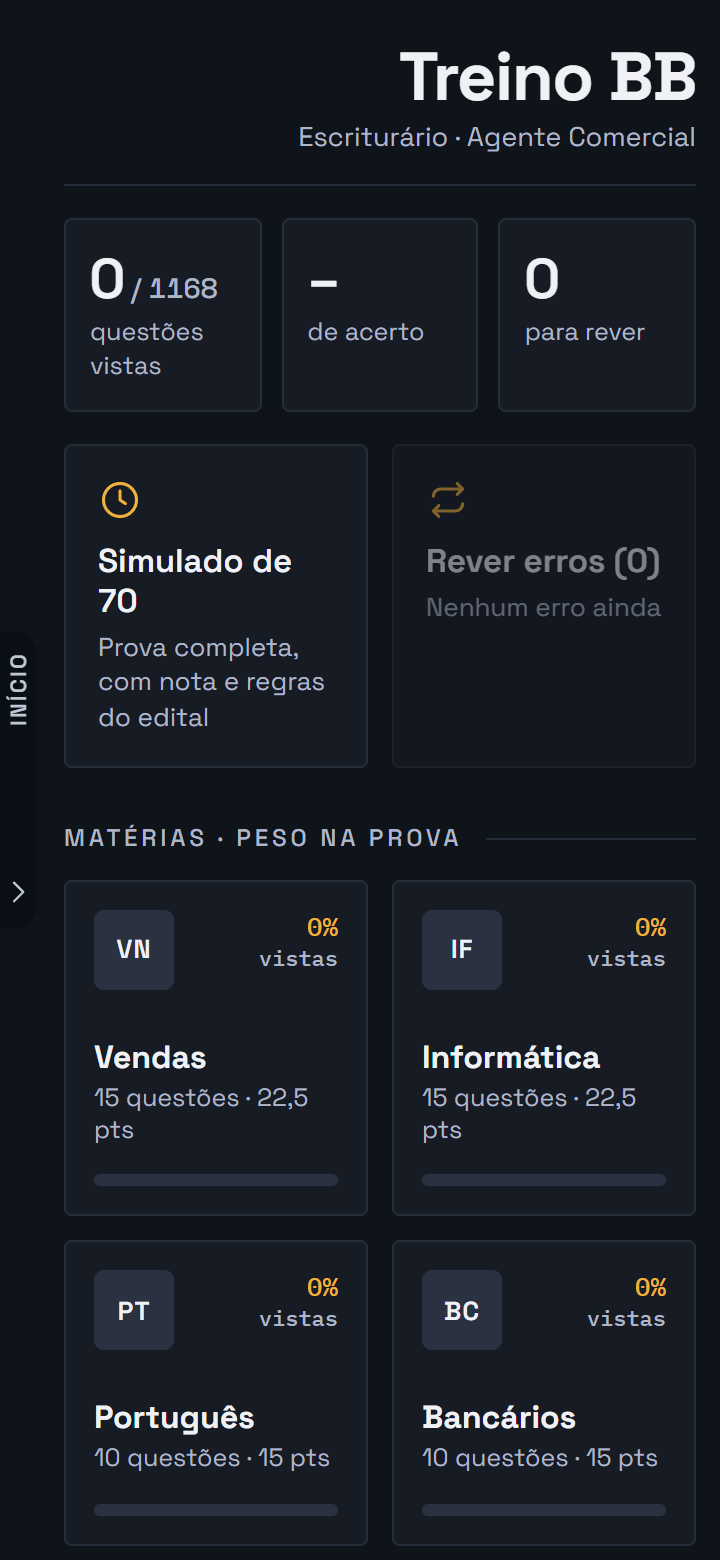 Treino BB
Escriturário · Agente Comercial
0 / 1168
questões
vistas
–
de acerto
0
para rever
Simulado de
70
Prova completa,
com nota e regras
do edital
Rever erros (0)
Nenhum erro ainda
INÍCIO
MATÉRIAS · PESO NA PROVA
VN
0%
vistas
Vendas
15 questões · 22,5
pts
IF
0%
vistas
Informática
15 questões · 22,5
pts
PT
0%
vistas
Português
10 questões · 15 pts
BC
0%
vistas
Bancários
10 questões · 15 pts